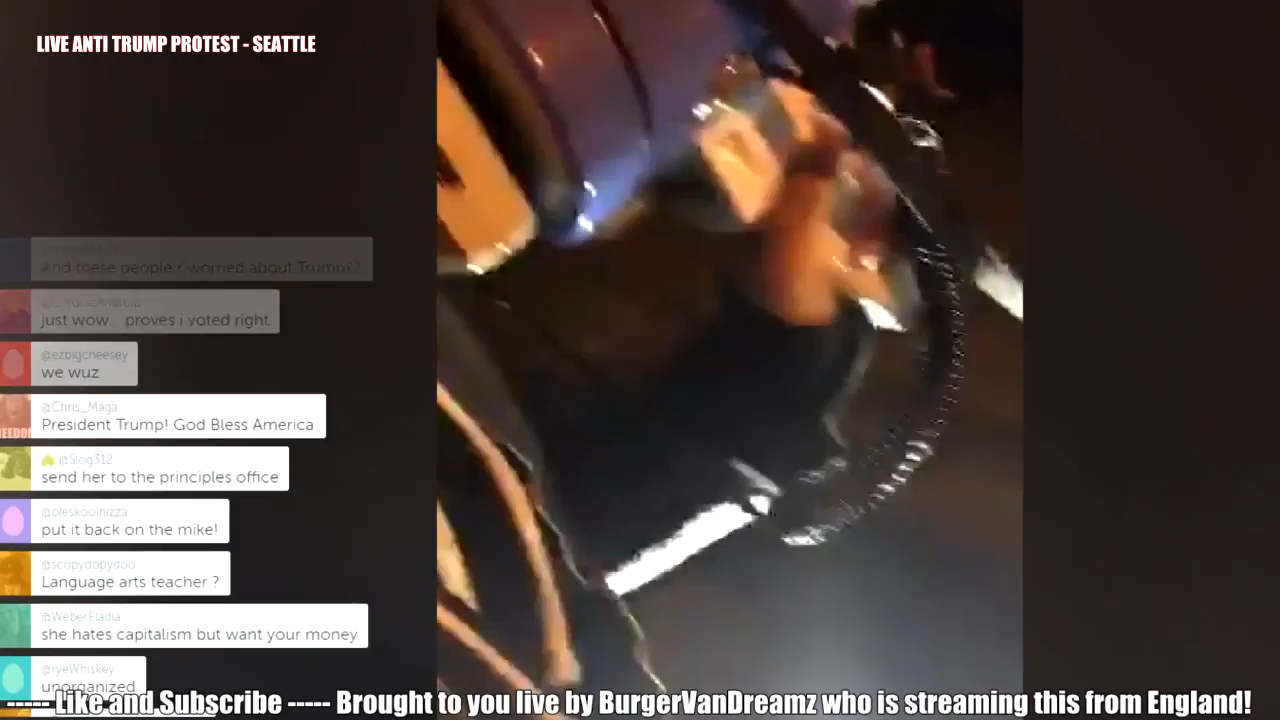 LIVE ANTI TRUMP PROTEST - SEATTLE
And these people r worried about Trump??
just wow. proves i voted right
@ezbigcheesey
we wuz
@Chris_Maga
President Trump! God Bless America
@Slog312
send her to the principles office
@oleskoolnizza
put it back on the mike!
@scopydopydoo
Language arts teacher ?
@WeberEladia
she hates capitalism but want your money
@ryeWhiskey
unorganized
----- Like and Subscribe ----- Brought to you live by BurgerVanDreamz who is streaming this from England!